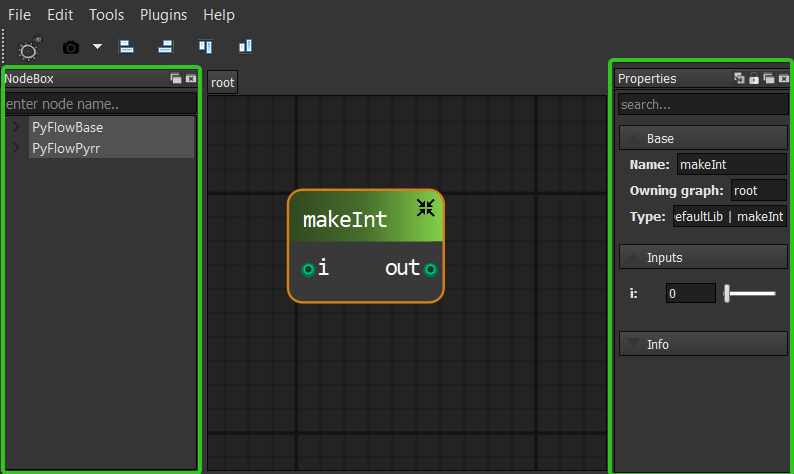 File Edit Tools Plugins Help
NodeBox
enter node name..
PyFlowBase
PyFlowPyrr
root
makeInt
i out
Properties
search...
Base
Name: makeInt
Owning graph: root
Type: efaultLib | makeInt
Inputs
i: 0
Info